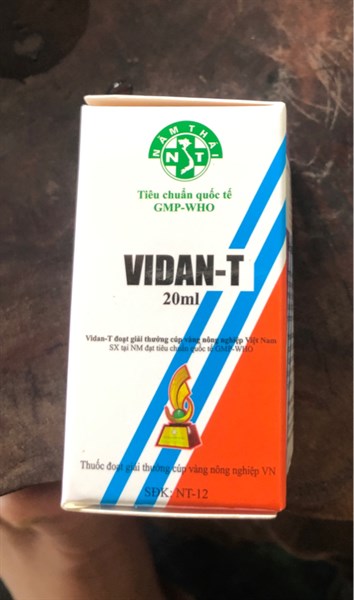 NĂM THÁI
NST
Tiêu chuẩn quốc tế
GMP-WHO
VIDAN-T
20ml
Vidan-T đoạt giải thưởng cúp vàng nông nghiệp Việt Nam
SX tại NM đạt tiêu chuẩn quốc tế GMP-WHO
Thuốc đoạt giải thưởng cúp vàng nông nghiệp VN
SĐK: NT-12